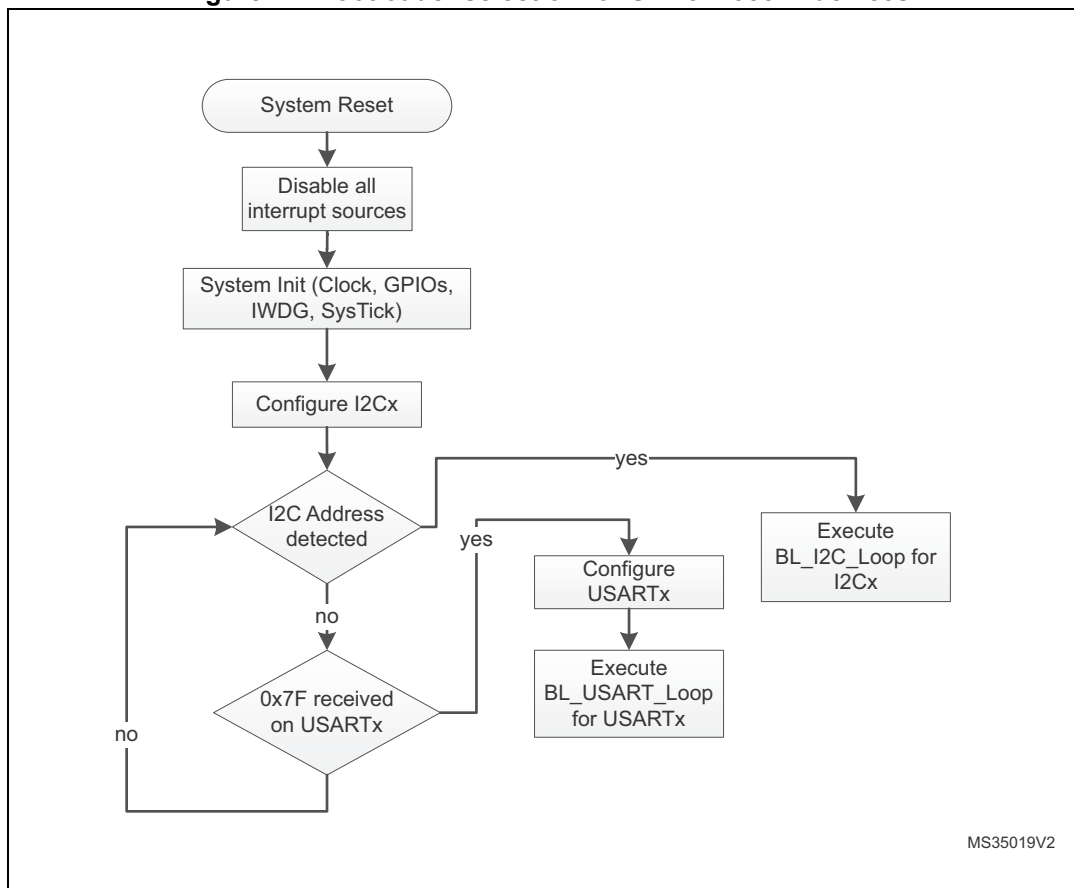 System Reset
Disable all
interrupt sources
System Init (Clock, GPIOs,
IWDG, SysTick)
Configure I2Cx
I2C Address
detected
yes
Execute
BL_I2C_Loop for
I2Cx
no
0x7F received
on USARTx
yes
Configure
USARTx
Execute
BL_USART_Loop
for USARTx
no
MS35019V2